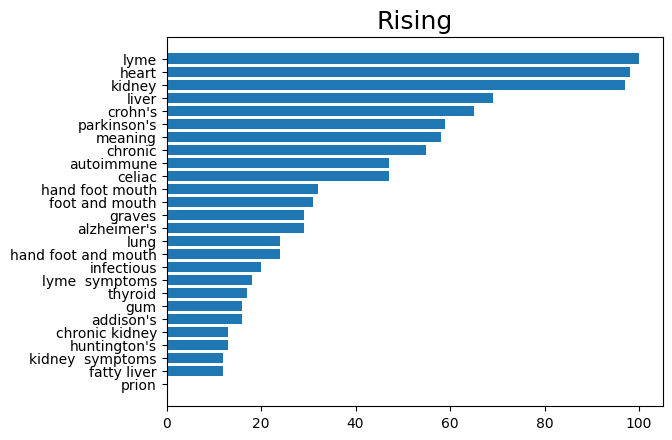 Rising
lyme
heart
kidney
liver
crohn's
parkinson's
meaning
chronic
autoimmune
celiac
hand foot mouth
foot and mouth
graves
alzheimer's
lung
hand foot and mouth
infectious
lyme  symptoms
thyroid
gum
addison's
chronic kidney
huntington's
kidney  symptoms
fatty liver
prion
0 20 40 60 80 100